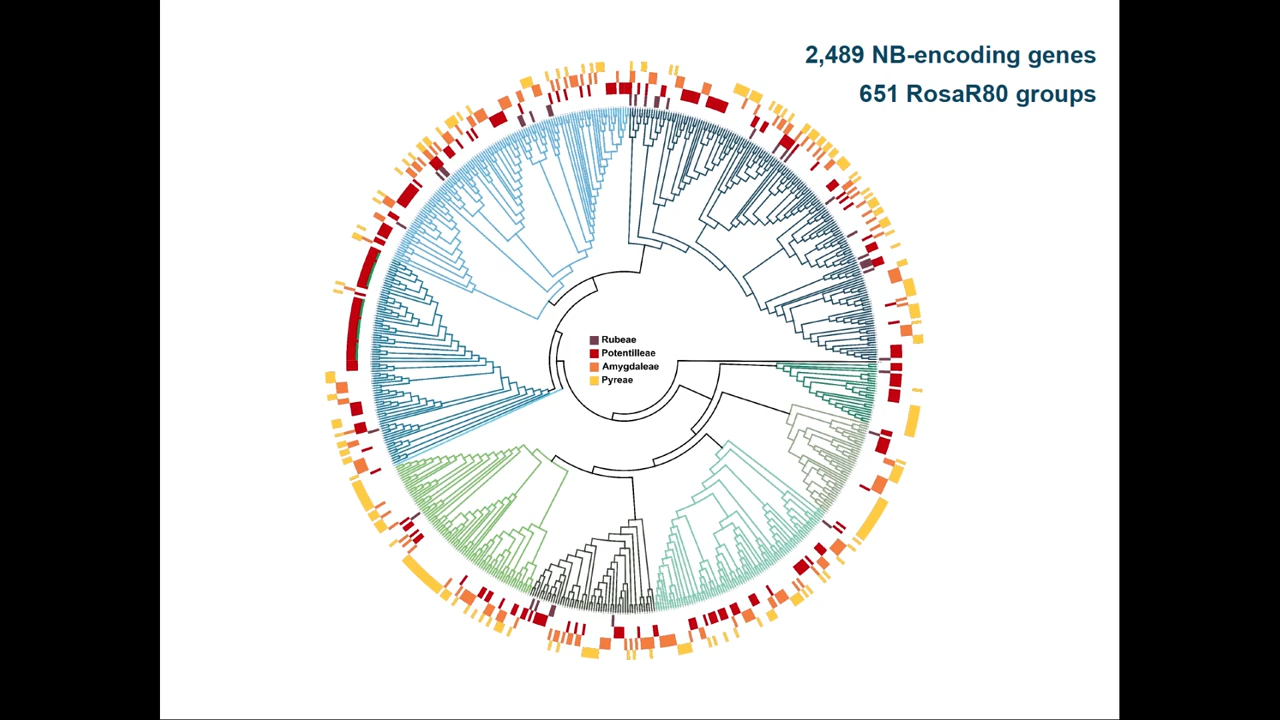 2,489 NB-encoding genes
651 RosaR80 groups
Rubeae
Potentilleae
Amygdaleae
Pyreae